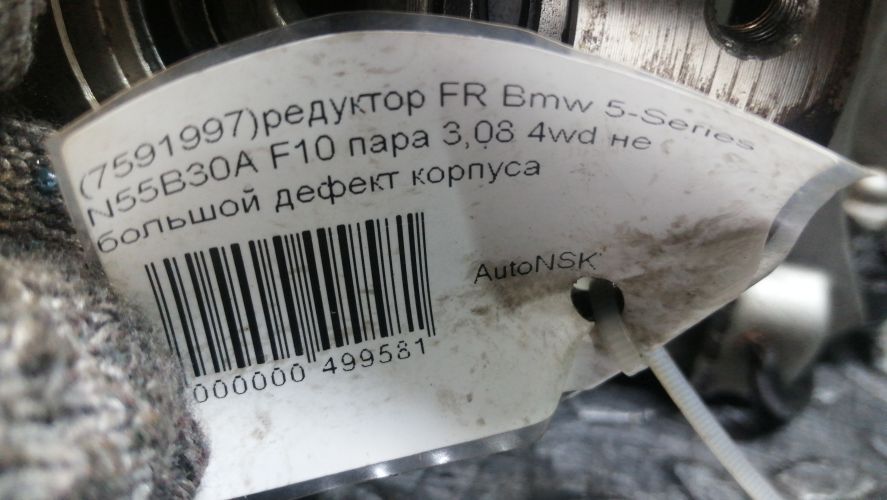 (7591997)редуктор FR Bmw 5-Series
N55B30A F10 пара 3,08 4wd не
большой дефект корпуса
AutoNSK
000000 499581